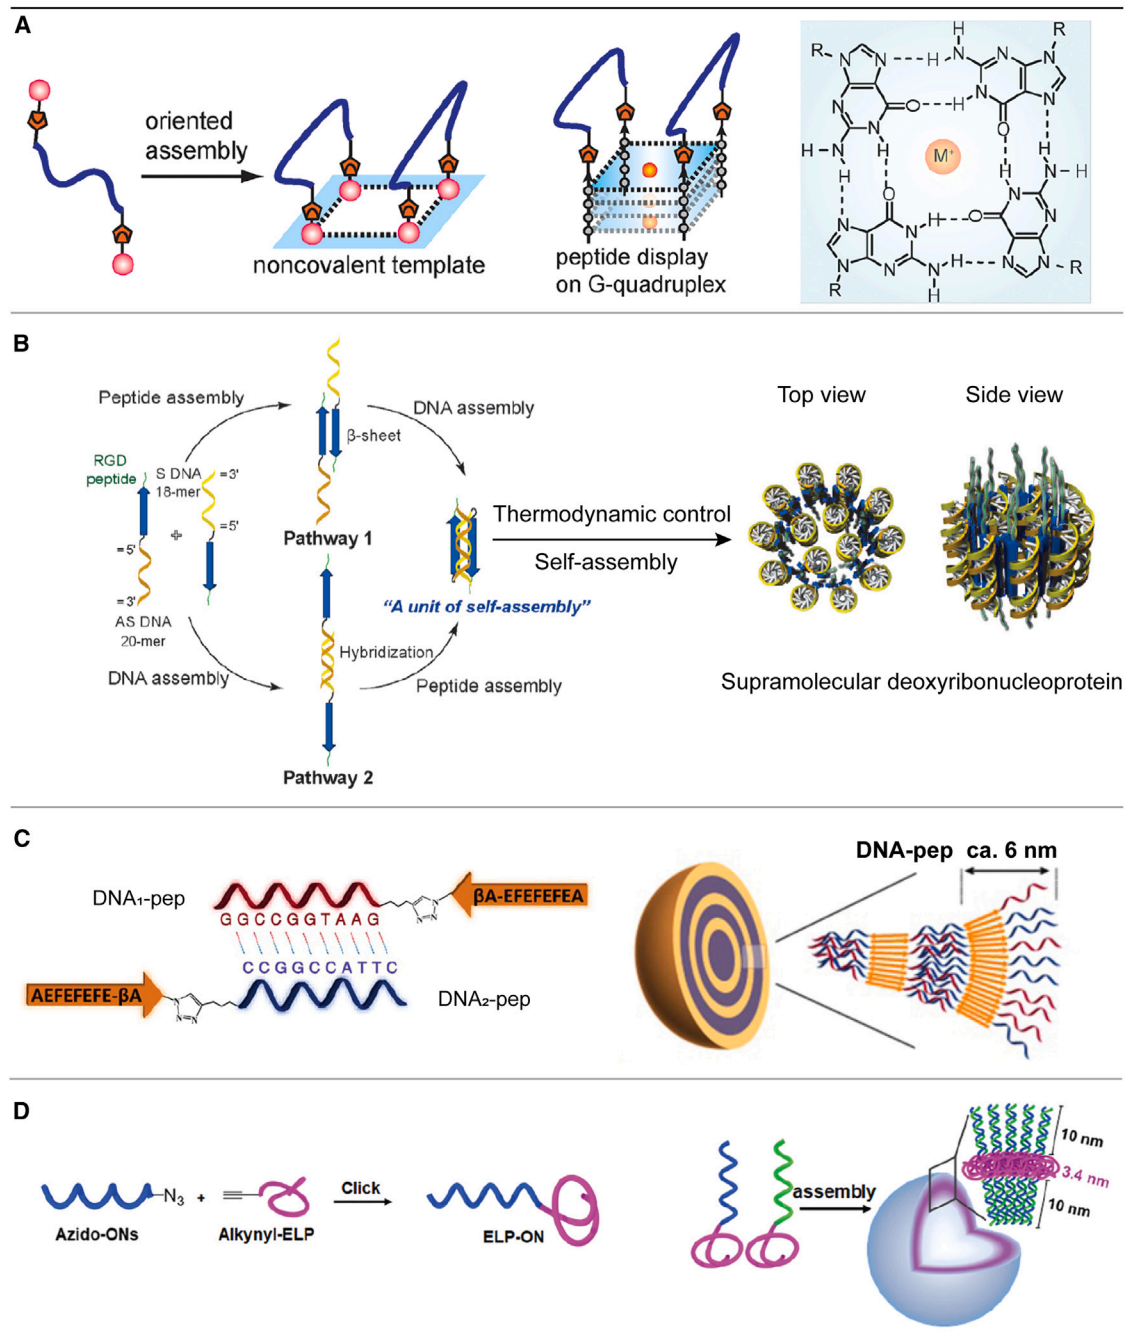 A
oriented
assembly
noncovalent template
peptide display
on G-quadruplex
R
N
N
H
N
H
N
N
R
N
N
O
H
N
N
N
H
O
N
H
N
H
H
M+
H
H
N
H
O
N
H
O
N
N
N
N
H
N
N
H
N
N
R
R
H
B
Peptide assembly
DNA assembly
β-sheet
RGD
peptide
S DNA
18-mer
=3'
=5'
+
=5'
=3'
AS DNA
20-mer
DNA assembly
Pathway 1
Hybridization
Peptide assembly
Pathway 2
"A unit of self-assembly"
Thermodynamic control
Self-assembly
Top view
Side view
Supramolecular deoxyribonucleoprotein
C
DNA1-pep
GGCCGGTAAG
N
N=N
βA-EFEFEFEA
CCGGCCATTC
AEFEFEFE-βA
N
N=N
DNA2-pep
DNA-pep ca. 6 nm
D
N3
+
Click
Azido-ONs
Alkynyl-ELP
ELP-ON
assembly
10 nm
3.4 nm
10 nm